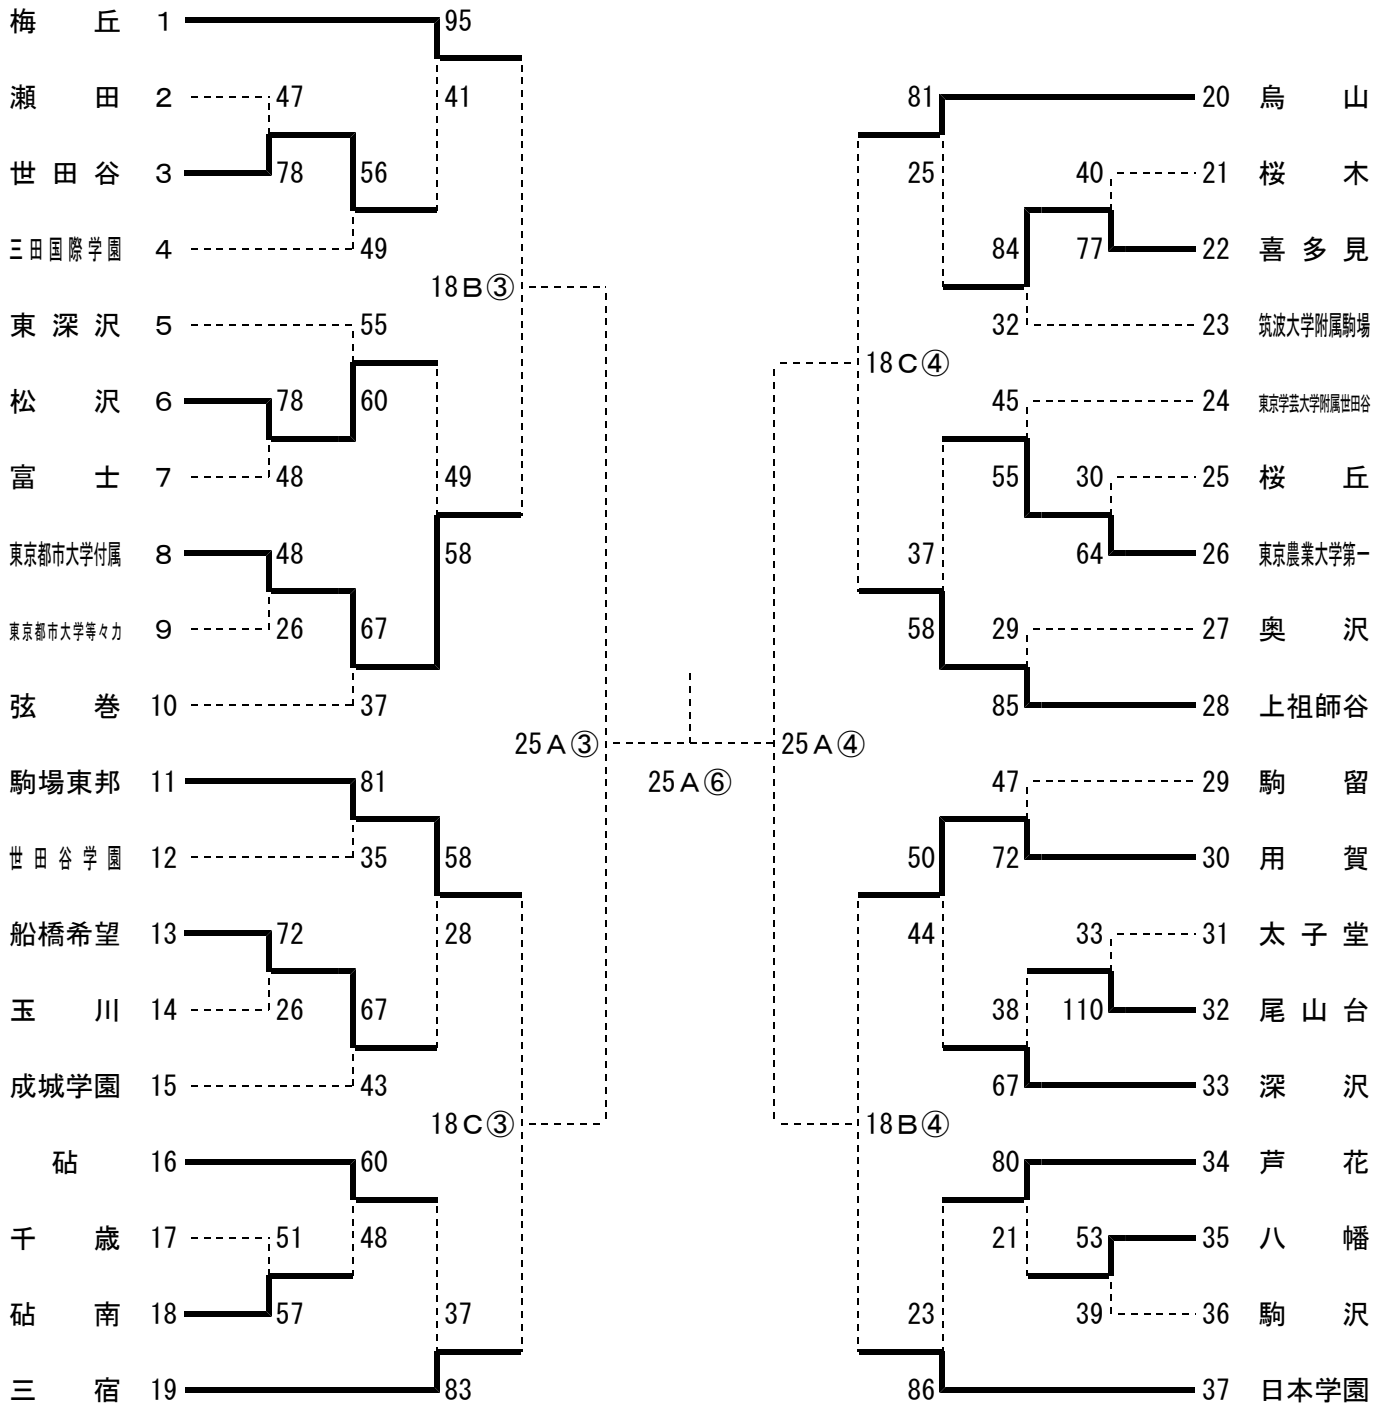 梅丘 1 95
瀬田 2 47 41 81 20 烏山
世田谷 3 78 56 25 40 21 桜木
三田国際学園 4 49 84 77 22 喜多見
18B③
東深沢 5 55 32 23 筑波大学附属駒場
18C④
松沢 6 78 60 45 24 東京学芸大学附属世田谷
富士 7 48 49 55 30 25 桜丘
東京都市大学付属 8 48 58 37 64 26 東京農業大学第一
東京都市大学等々力 9 26 67 58 29 27 奥沢
弦巻 10 37 85 28 上祖師谷
25A③ 25A④
駒場東邦 11 81 25A⑥ 47 29 駒留
世田谷学園 12 35 58 50 72 30 用賀
船橋希望 13 72 28 44 33 31 太子堂
玉川 14 26 67 38 110 32 尾山台
成城学園 15 43 67 33 深沢
18C③ 18B④
砧 16 60 80 34 芦花
千歳 17 51 48 21 53 35 八幡
砧南 18 57 37 23 39 36 駒沢
三宿 19 83 86 37 日本学園